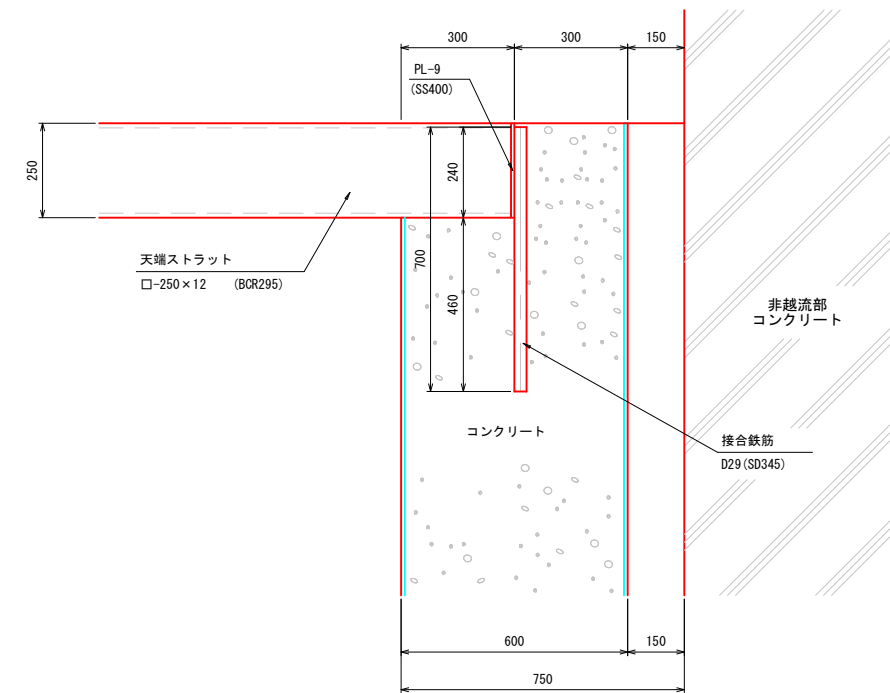 300
300
150
PL-9
(SS400)
250
240
700
460
天端ストラット
□-250×12 (BCR295)
非越流部
コンクリート
コンクリート
接合鉄筋
D29(SD345)
600
150
750